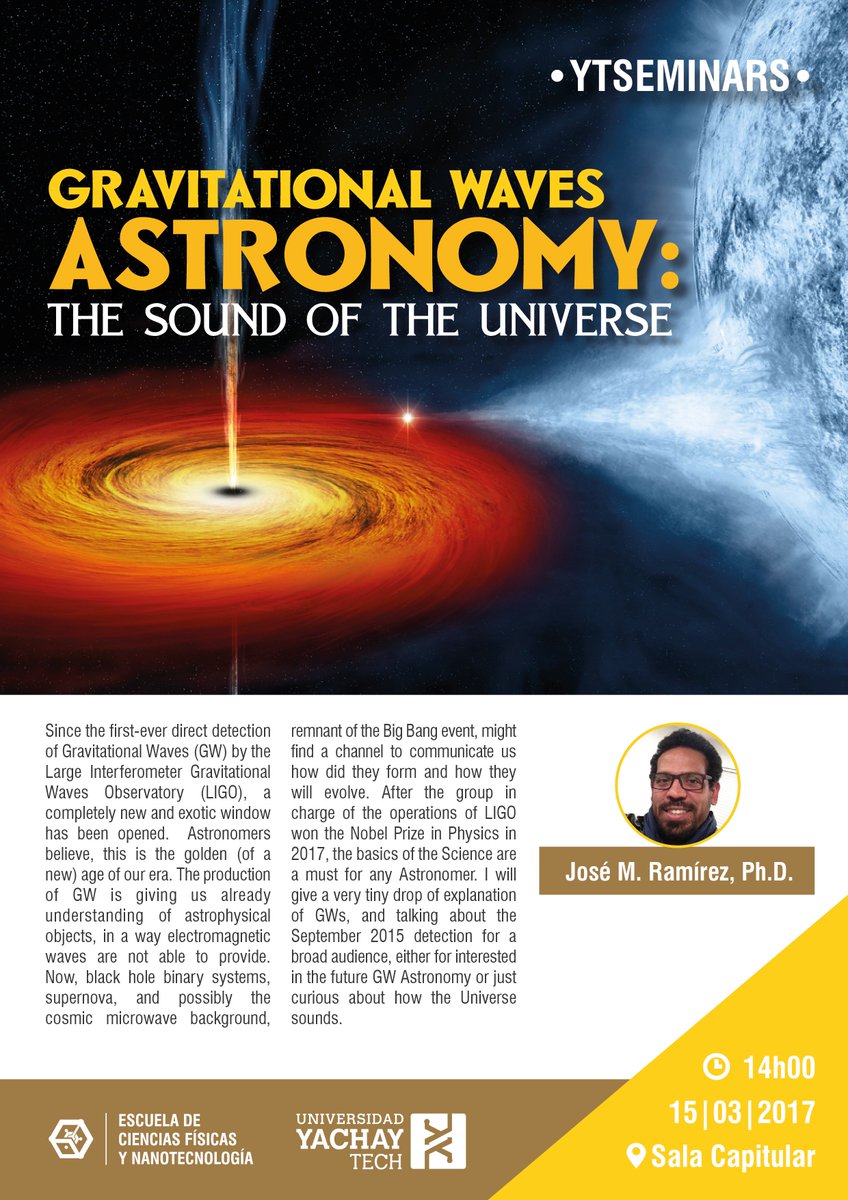 •YTSEMINARS•
GRAVITATIONAL WAVES
ASTRONOMY:
THE SOUND OF THE UNIVERSE
Since the first-ever direct detection
of Gravitational Waves (GW) by the
Large Interferometer Gravitational
Waves Observatory (LIGO), a
completely new and exotic window
has been opened. Astronomers
believe, this is the golden (of a
new) age of our era. The production
of GW is giving us already
understanding of astrophysical
objects, in a way electromagnetic
waves are not able to provide.
Now, black hole binary systems,
supernova, and possibly the
cosmic microwave background,
remnant of the Big Bang event, might
find a channel to communicate us
how did they form and how they
will evolve. After the group in
charge of the operations of LIGO
won the Nobel Prize in Physics in
2017, the basics of the Science are
a must for any Astronomer. I will
give a very tiny drop of explanation
of GWs, and talking about the
September 2015 detection for a
broad audience, either for interested
in the future GW Astronomy or just
curious about how the Universe
sounds.
José M. Ramírez, Ph.D.
14h00
15|03|2017
Sala Capitular
ESCUELA DE
CIENCIAS FÍSICAS
Y NANOTECNOLOGÍA
UNIVERSIDAD
YACHAY
TECH